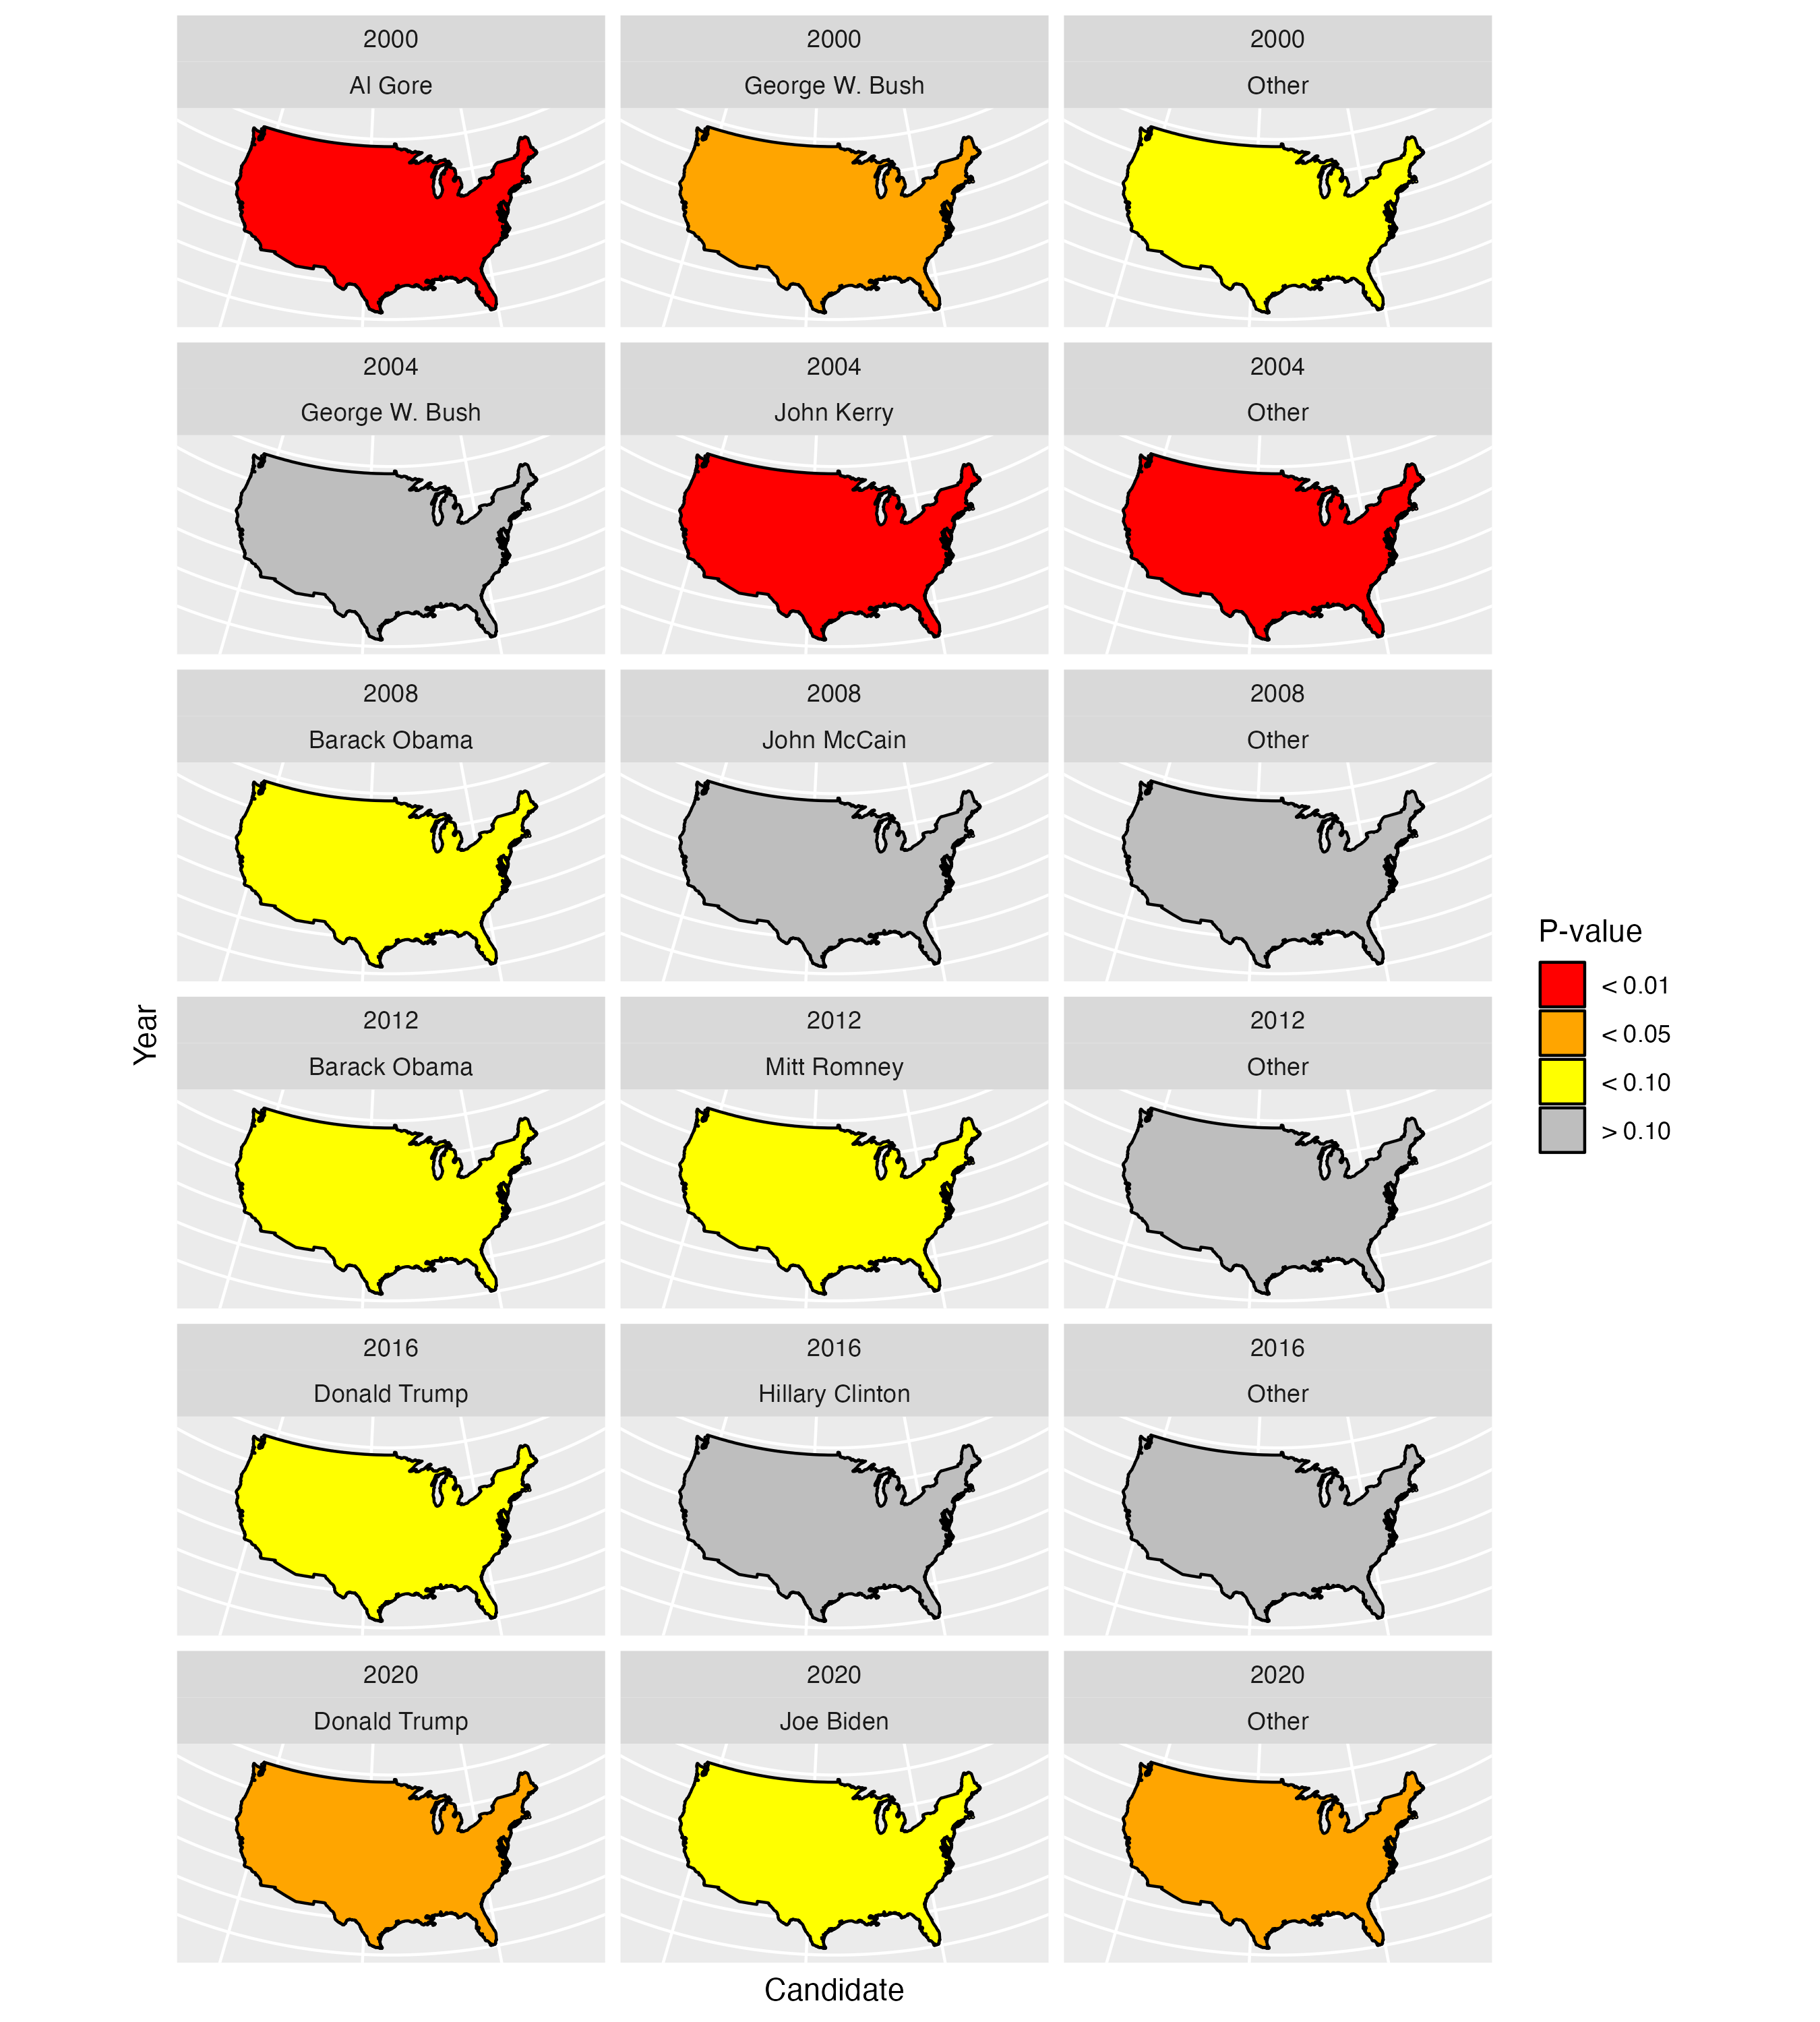 2000
Al Gore
2000
George W. Bush
2000
Other
2004
George W. Bush
2004
John Kerry
2004
Other
2008
Barack Obama
2008
John McCain
2008
Other
2012
Barack Obama
2012
Mitt Romney
2012
Other
2016
Donald Trump
2016
Hillary Clinton
2016
Other
2020
Donald Trump
2020
Joe Biden
2020
Other
Year
Candidate
P-value
< 0.01
< 0.05
< 0.10
> 0.10